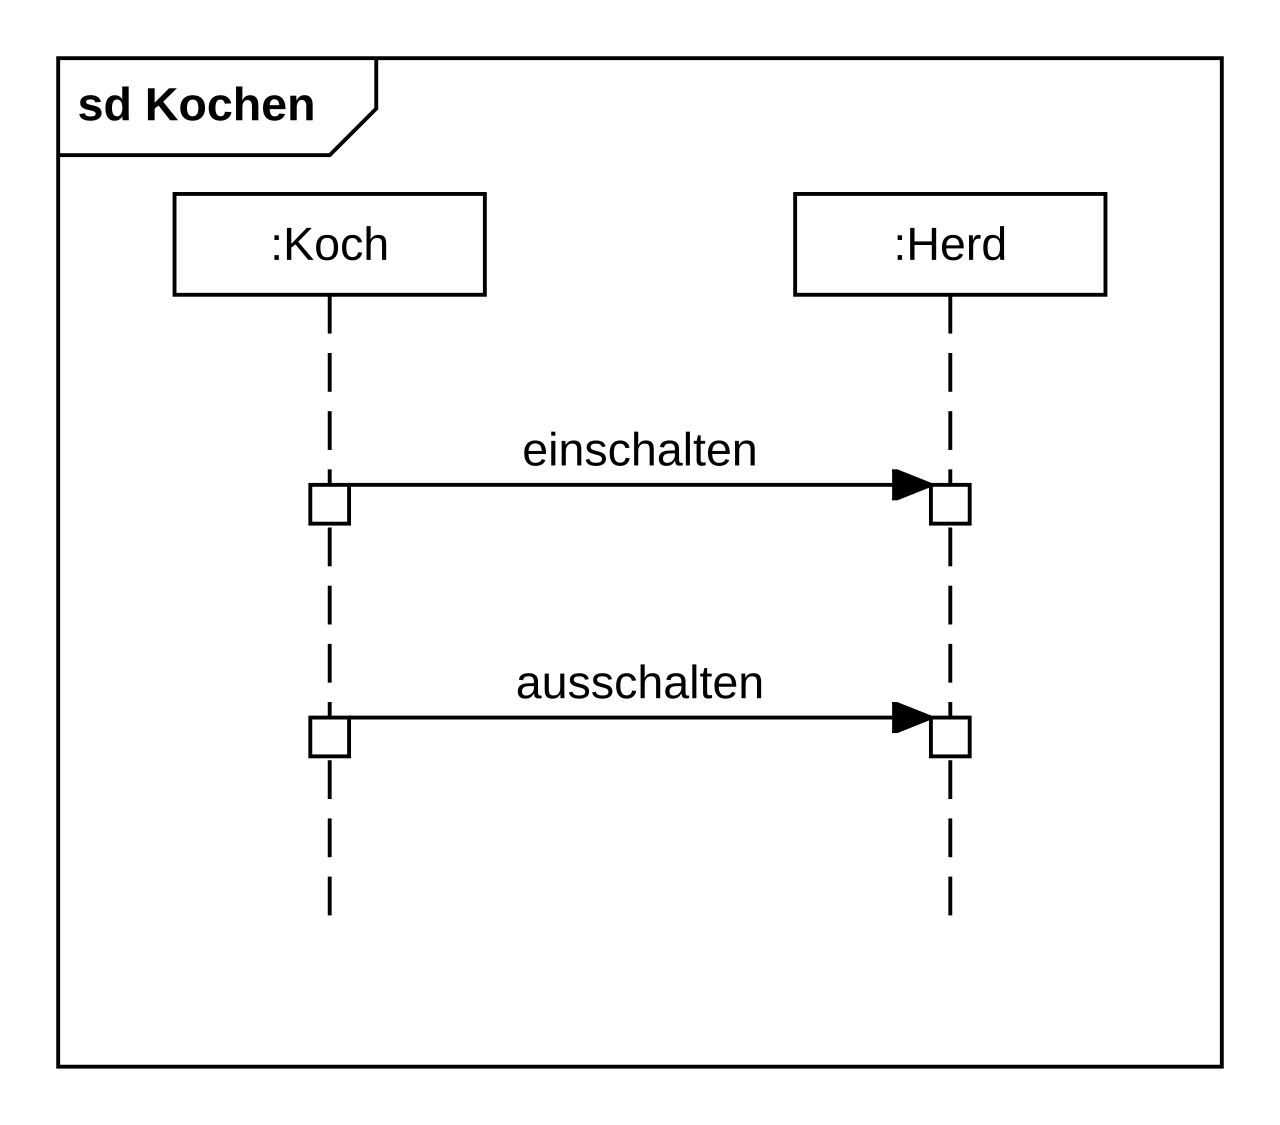 sd Kochen
:Koch
:Herd
einschalten
ausschalten